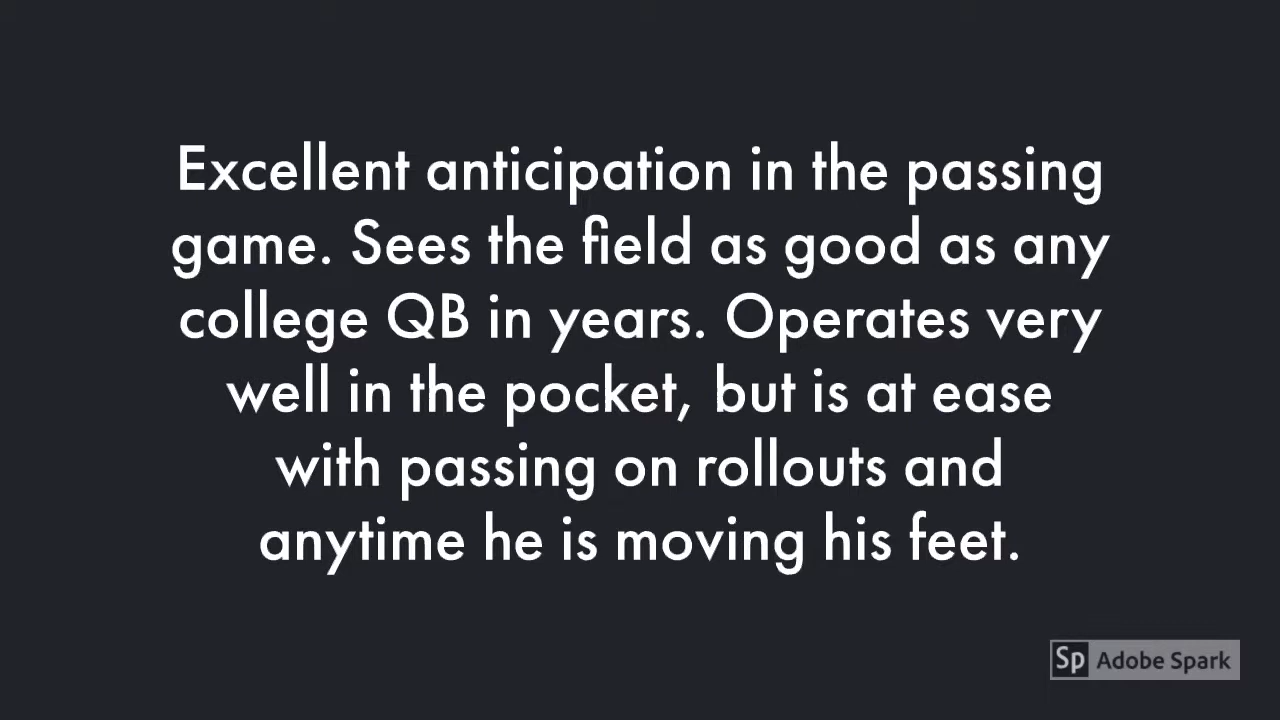 Excellent anticipation in the passing
game. Sees the field as good as any
college QB in years. Operates very
well in the pocket, but is at ease
with passing on rollouts and
anytime he is moving his feet.
Sp Adobe Spark